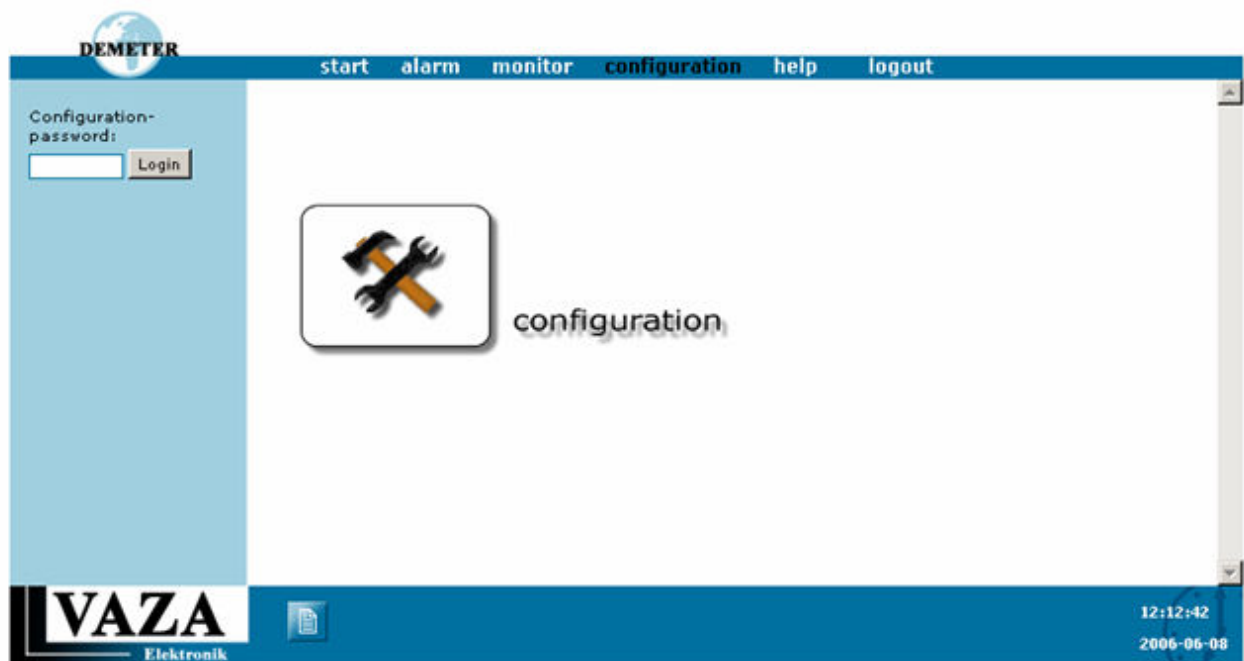 DEMETER
start alarm monitor configuration help logout
Configuration-
password:
Login
configuration
VAZA
Elektronik
12:12:42
2006-06-08